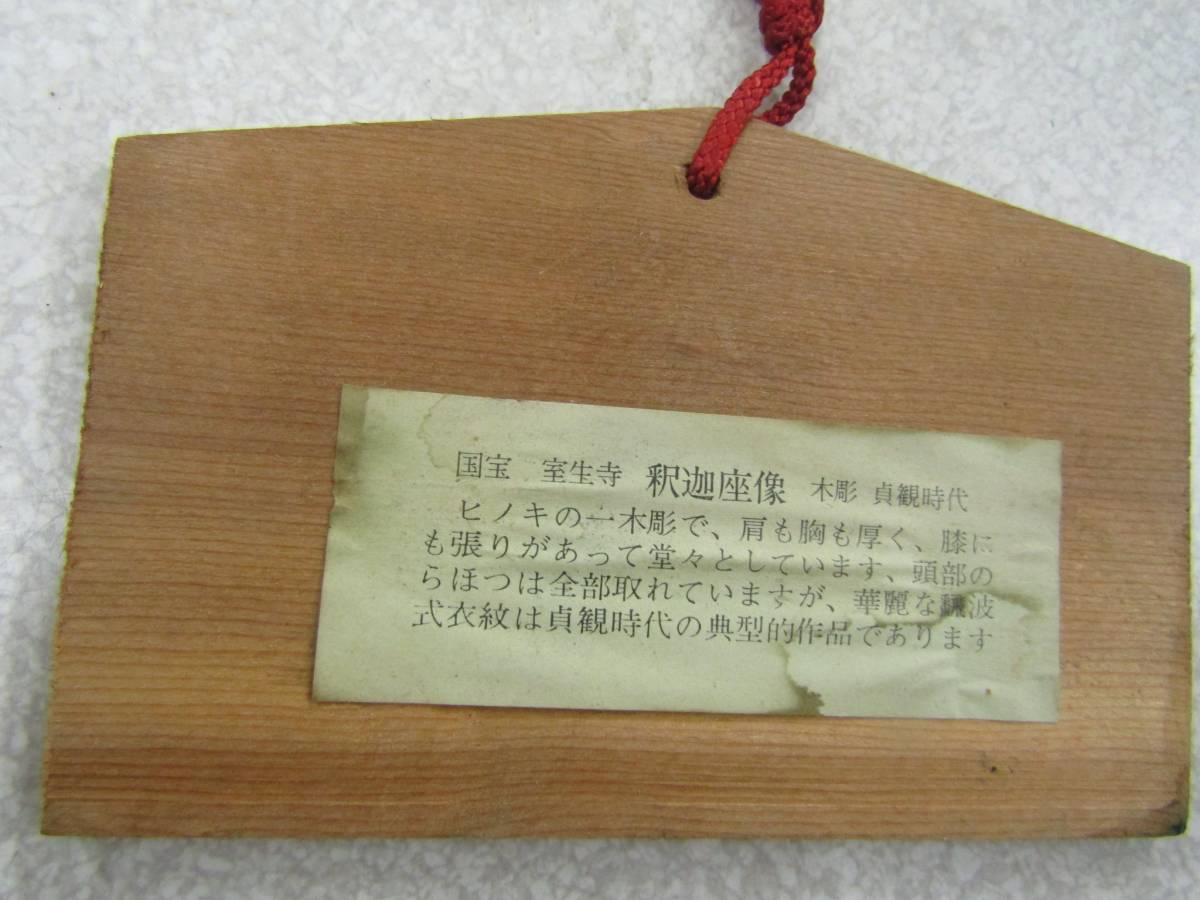 国宝 室生寺 釈迦座像 木彫 貞観時代
ヒノキの一木彫で、肩も胸も厚く、膝に
も張りがあって堂々としています、頭部の
らほつは全部取れていますが、華麗な飜波
式衣紋は貞観時代の典型的作品であります